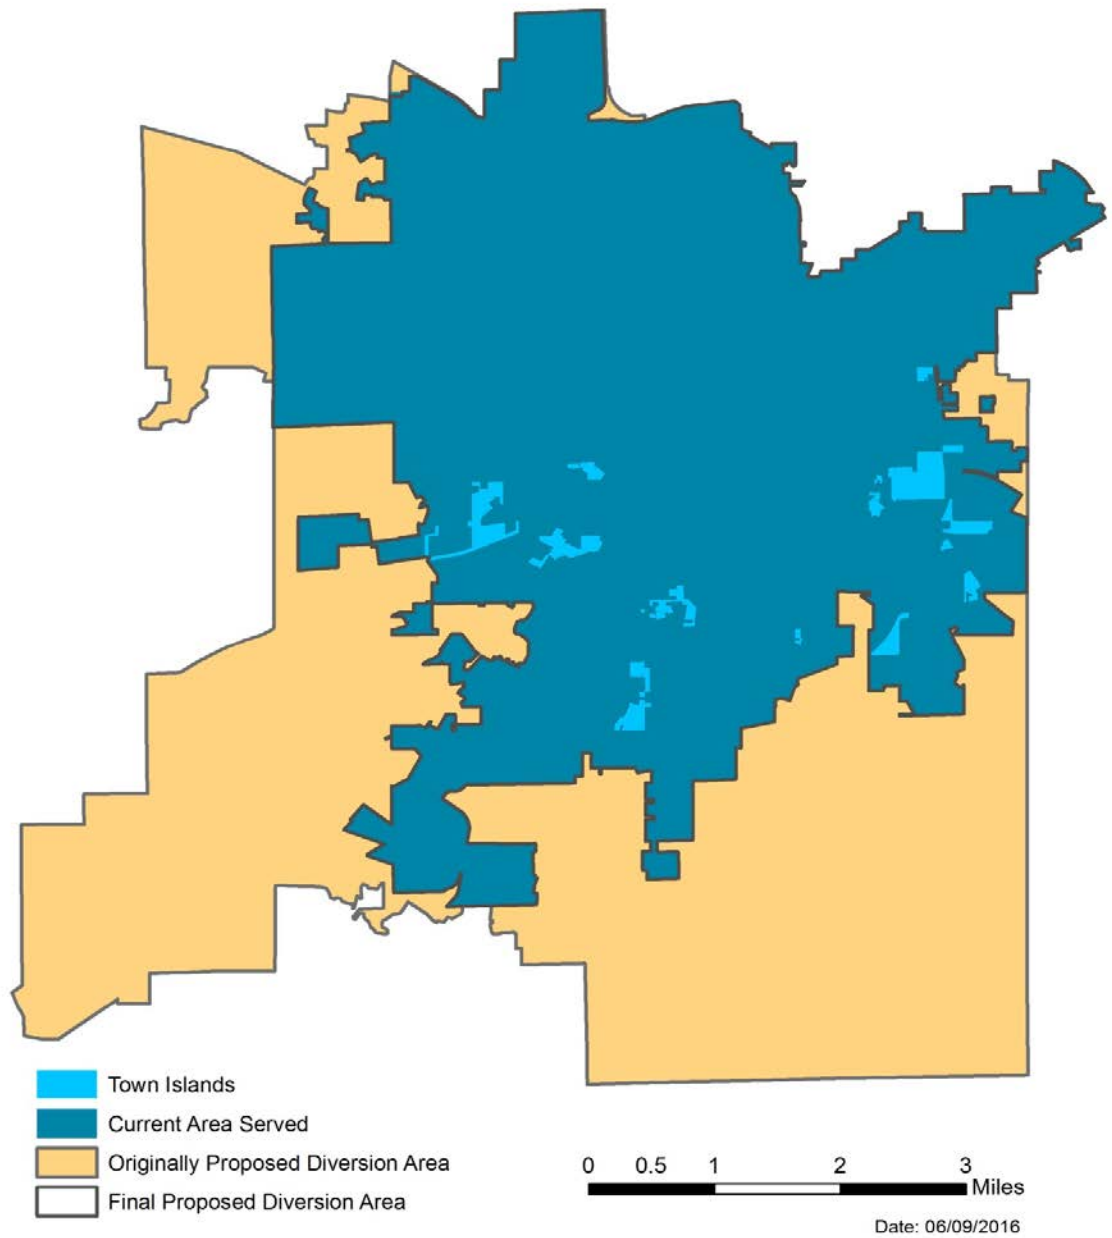 Town Islands
Current Area Served
Originally Proposed Diversion Area
Final Proposed Diversion Area
0 0.5 1 2 3
Miles
Date: 06/09/2016